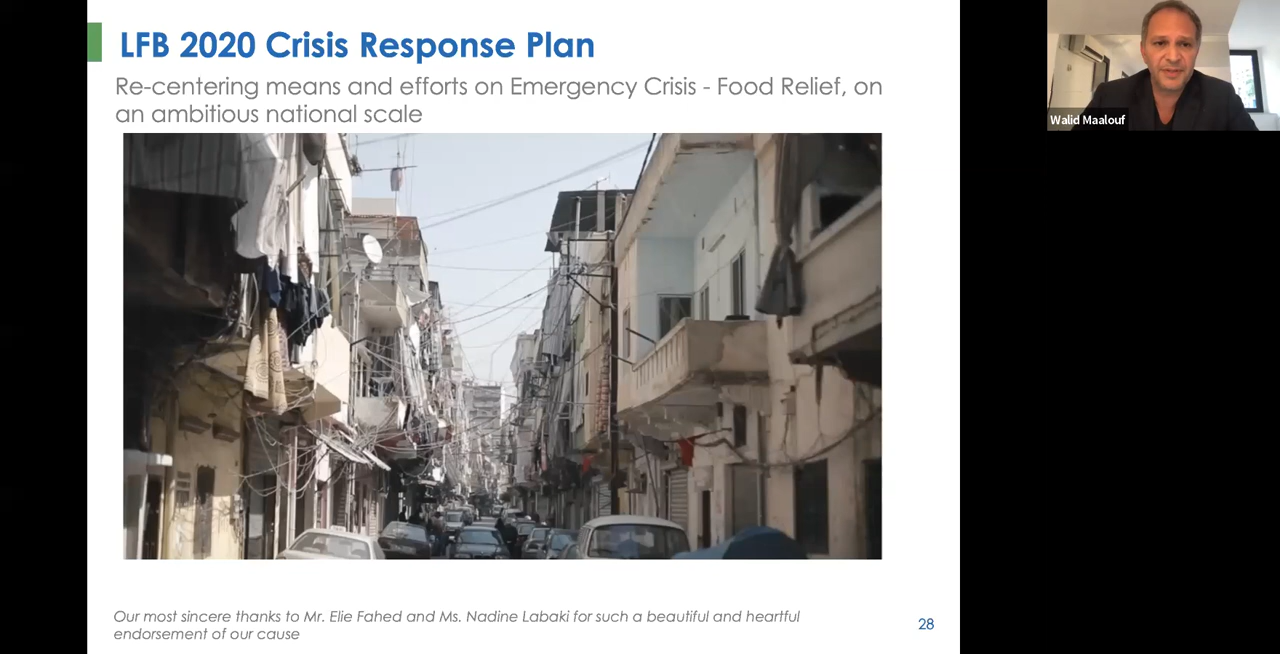 LFB 2020 Crisis Response Plan
Re-centering means and efforts on Emergency Crisis - Food Relief, on
an ambitious national scale
Walid Maalouf
Our most sincere thanks to Mr. Elie Fahed and Ms. Nadine Labaki for such a beautiful and heartful
endorsement of our cause
28